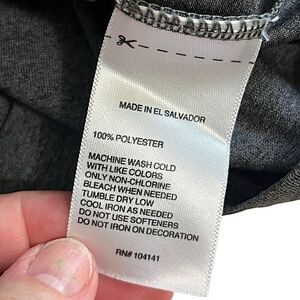 MADE IN EL SALVADOR
100% POLYESTER
MACHINE WASH COLD
WITH LIKE COLORS
ONLY NON-CHLORINE
BLEACH WHEN NEEDED
TUMBLE DRY LOW
COOL IRON AS NEEDED
DO NOT USE SOFTENERS
DO NOT IRON ON DECORATION
RN# 104141